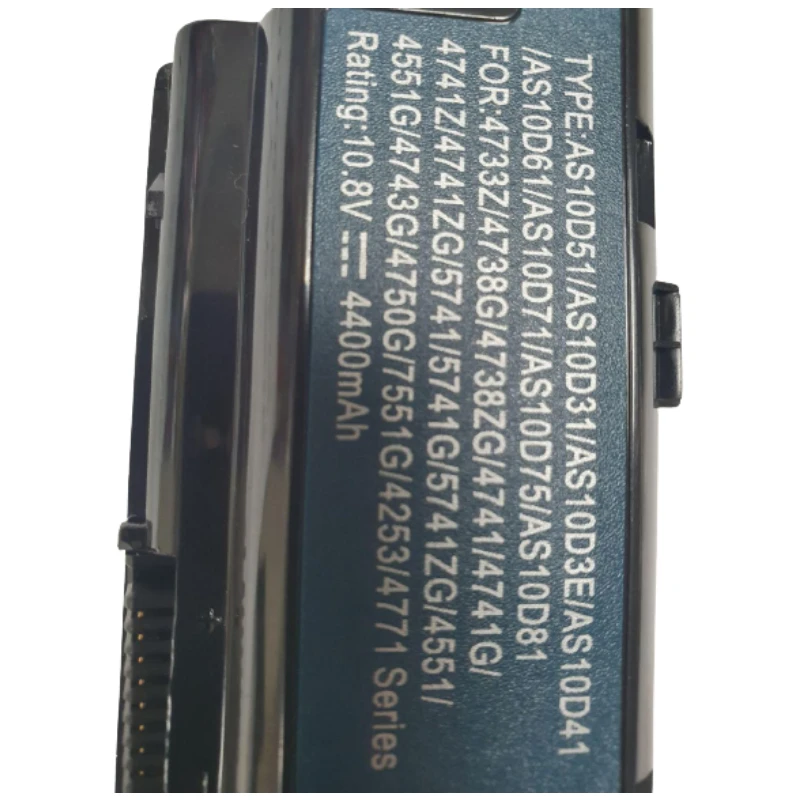 TYPE:AS10D51/AS10D31/AS10D3E/AS10D41
/AS10D61/AS10D71/AS10D75/AS10D81
FOR:4733Z/4738G/4738ZG/4741/4741G/
4741Z/4741ZG/5741/5741G/5741ZG/4551/
4551G/4743G/4750G/7551G/4253/4771 Series
Rating:10.8V 4400mAh